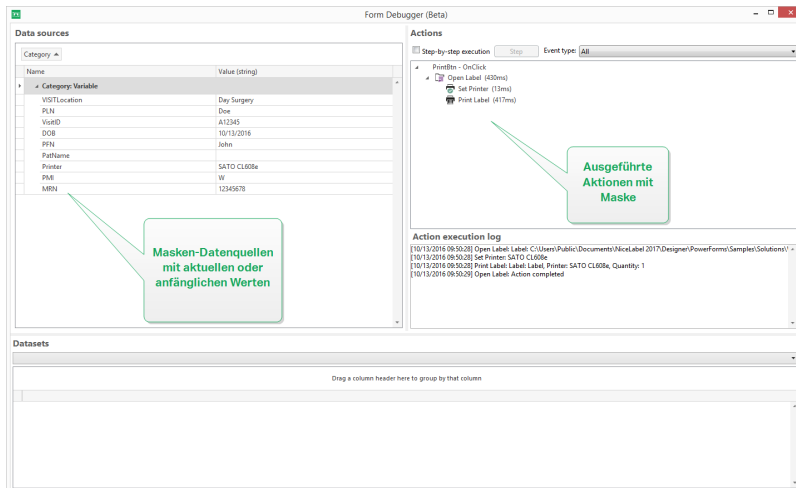 Form Debugger (Beta)
Data sources
Category
Name Value (string)
Category: Variable
VISITLocation Day Surgery
PLN Doe
VisitID A12345
DOB 10/13/2016
PFN John
PatName
Printer SATO CL608e
PMI W
MRN 12345678
Masken-Datenquellen
mit aktuellen oder
anfänglichen Werten
Actions
Step-by-step execution Step Event type: All
PrintBtn - OnClick
Open Label (430ms)
Set Printer (13ms)
Print Label (417ms)
Ausgeführte
Aktionen mit
Maske
Action execution log
[10/13/2016 09:50:28] Open Label: Label: C:\Users\Public\Documents\NiceLabel 2017\Designer\PowerForms\Samples\Solutions\
[10/13/2016 09:50:28] Set Printer: SATO CL608e
[10/13/2016 09:50:28] Print Label: Label: Label, Printer: SATO CL608e, Quantity: 1
[10/13/2016 09:50:29] Open Label: Action completed
Datasets
Drag a column header here to group by that column